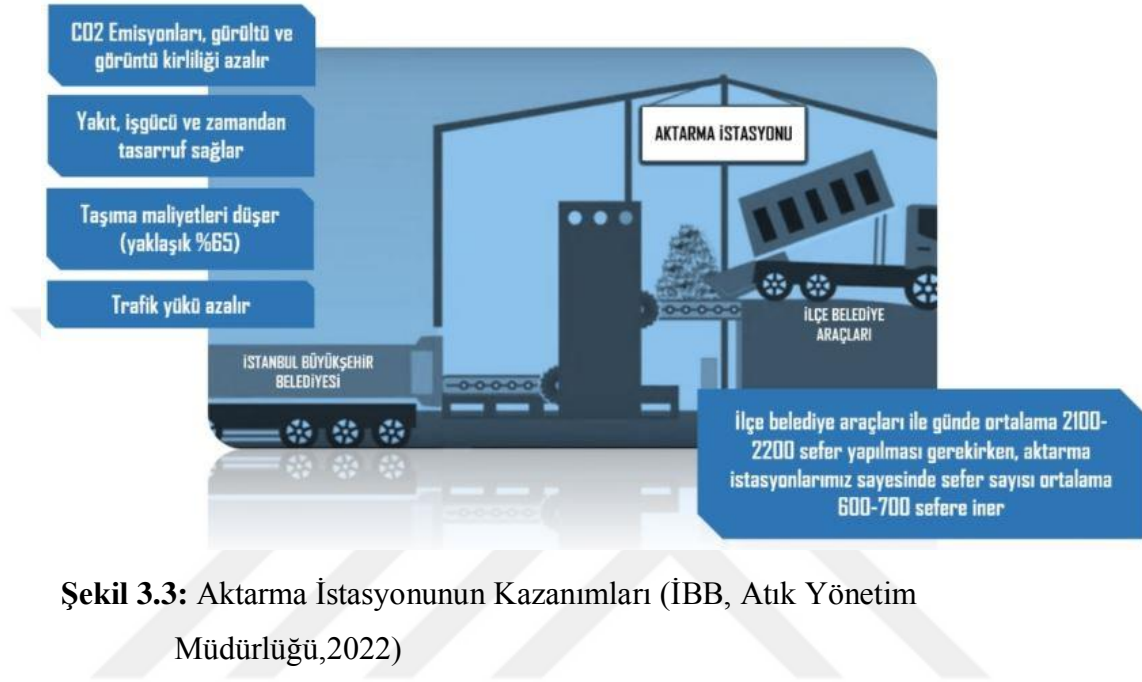 CO2 Emisyonları, gürültü ve
görüntü kirliliği azalır
Yakıt, işgücü ve zamandan
tasarruf sağlar
Taşıma maliyetleri düşer
(yaklaşık %65)
Trafik yükü azalır
AKTARMA İSTASYONU
İLÇE BELEDİYE
ARAÇLARI
İSTANBUL BÜYÜKŞEHİR
BELEDİYESİ
İlçe belediye araçları ile günde ortalama 2100-
2200 sefer yapılması gerekirken, aktarma
istasyonlarımız sayesinde sefer sayısı ortalama
600-700 sefere iner
Şekil 3.3: Aktarma İstasyonunun Kazanımları (İBB, Atık Yönetim
Müdürlüğü,2022)